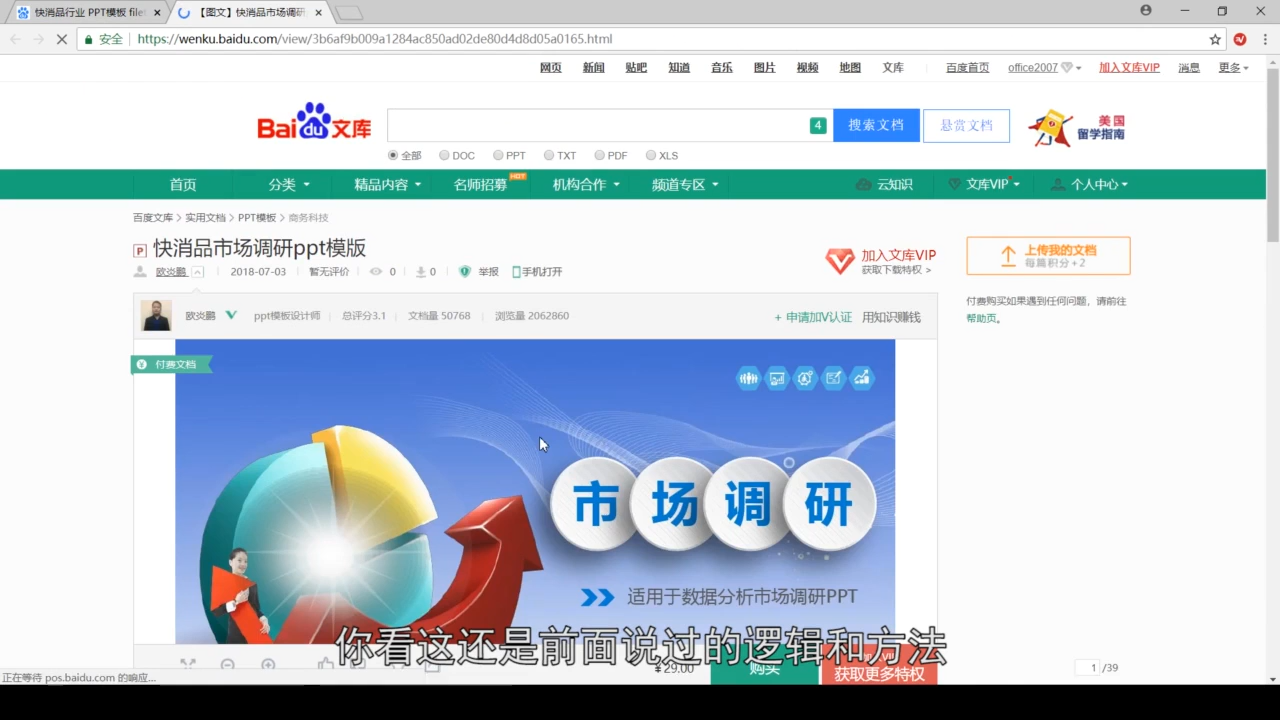 快消品行业 PPT模板 file
【图文】快消品市场调研
安全 https://wenku.baidu.com/view/3b6af9b009a1284ac850ad02de80d4d8d05a0165.html
网页 新闻 贴吧 知道 音乐 图片 视频 地图 文库 百度首页 office2007 加入文库VIP 消息 更多
Baidu文库
4 搜索文档 悬赏文档
美国
留学指南
全部 DOC PPT TXT PDF XLS
首页 分类 精品内容 名师招募 HOT 机构合作 频道专区 云知识 文库VIP 个人中心
百度文库 > 实用文档 > PPT模板 > 商务科技
快消品市场调研ppt模版
欧炎鹏 2018-07-03 暂无评价 0 0 举报 手机打开
加入文库VIP
获取下载特权 >
上传我的文档
每篇积分+2
付费购买如果遇到任何问题，请前往
帮助页。
欧炎鹏 ppt模板设计师 总评分3.1 文档量 50768 浏览量 2062860
+ 申请加V认证 用知识赚钱
付费文档
市场调研
适用于数据分析市场调研PPT
你看这还是前面说过的逻辑和方法
¥29.00 购买
获取更多特权
1 /39
正在等待 pos.baidu.com 的响应...